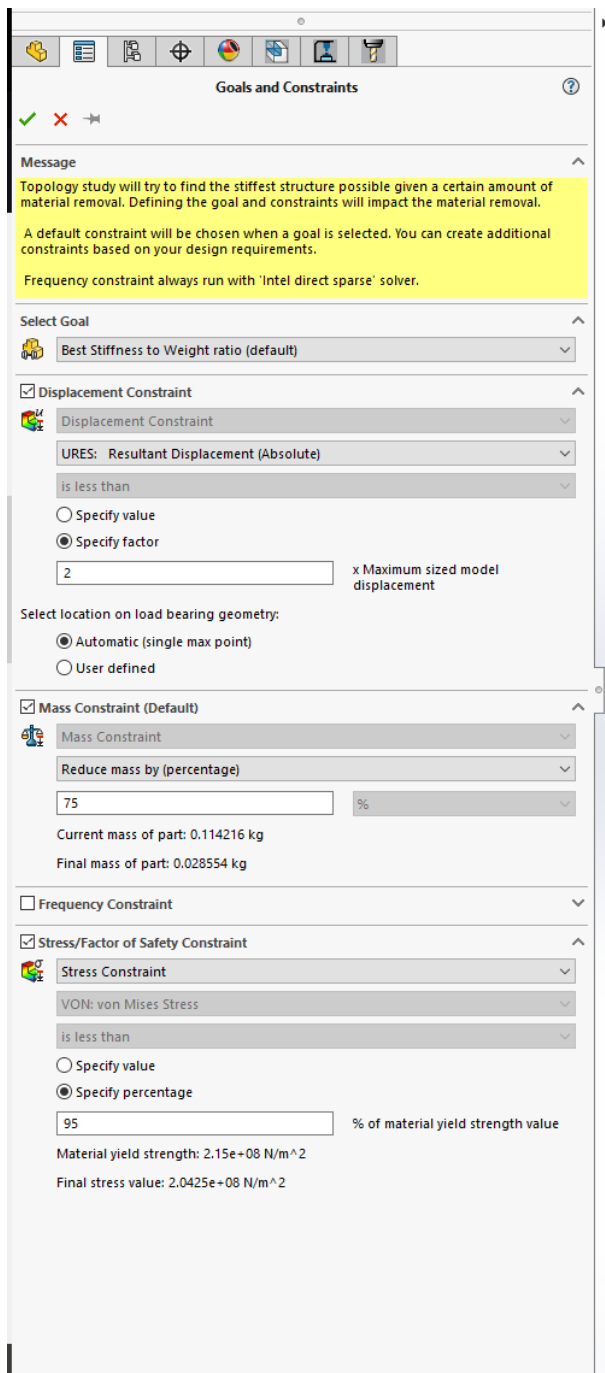 Goals and Constraints
Message
Topology study will try to find the stiffest structure possible given a certain amount of
material removal. Defining the goal and constraints will impact the material removal.
A default constraint will be chosen when a goal is selected. You can create additional
constraints based on your design requirements.
Frequency constraint always run with 'Intel direct sparse' solver.
Select Goal
Best Stiffness to Weight ratio (default)
Displacement Constraint
Displacement Constraint
URES: Resultant Displacement (Absolute)
is less than
Specify value
Specify factor
2
x Maximum sized model
displacement
Select location on load bearing geometry:
Automatic (single max point)
User defined
Mass Constraint (Default)
Mass Constraint
Reduce mass by (percentage)
75 %
Current mass of part: 0.114216 kg
Final mass of part: 0.028554 kg
Frequency Constraint
Stress/Factor of Safety Constraint
Stress Constraint
VON: von Mises Stress
is less than
Specify value
Specify percentage
95 % of material yield strength value
Material yield strength: 2.15e+08 N/m^2
Final stress value: 2.0425e+08 N/m^2